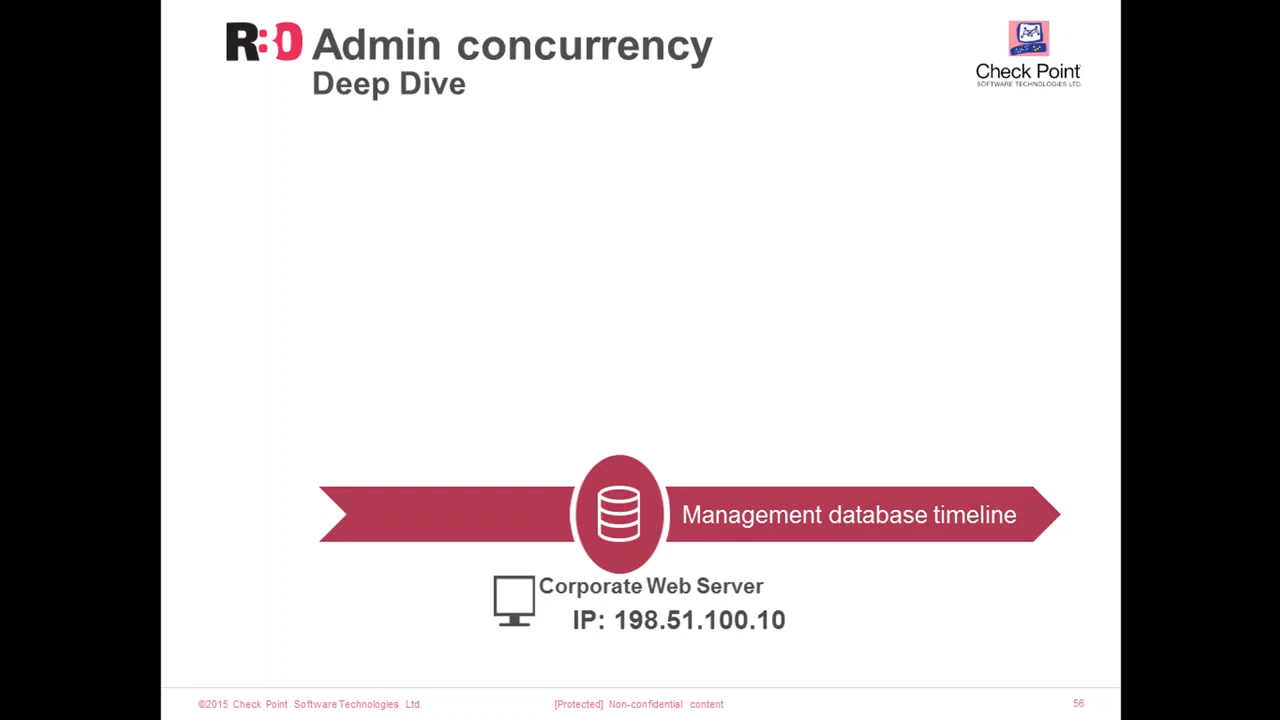 R80 Admin concurrency
Deep Dive
Check Point
SOFTWARE TECHNOLOGIES LTD.
Management database timeline
Corporate Web Server
IP: 198.51.100.10
©2015 Check Point Software Technologies Ltd.
[Protected] Non-confidential content
56